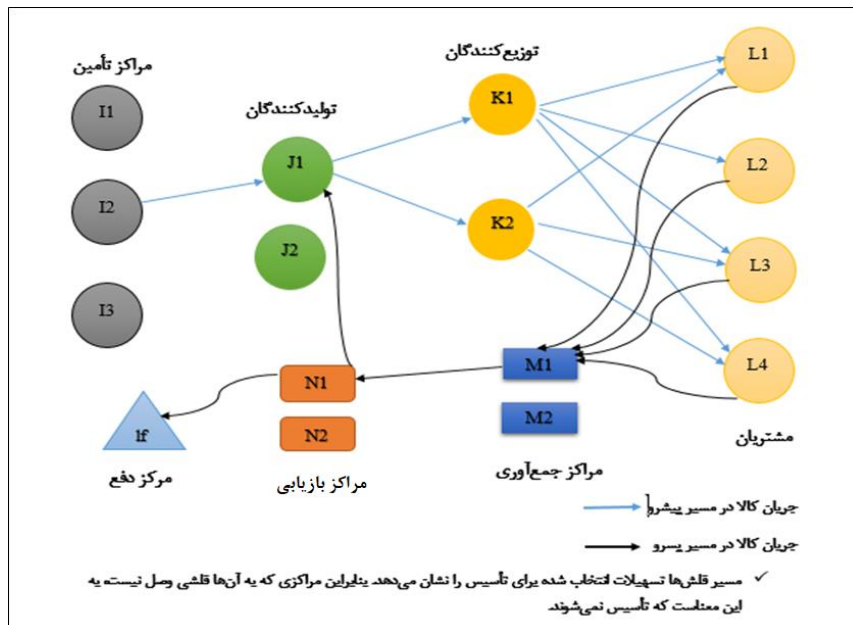 توزیع‌کنندگان
L1
مراکز تأمین
K1
I1
تولیدکنندگان
J1
L2
I2
K2
J2
L3
I3
M1
L4
N1
lf
N2
M2
مشتریان
مراکز جمع‌آوری
مراکز بازیابی
مرکز دفع
جریان کالا در مسیر پیشرو
جریان کالا در مسیر پسرو
✓ مسیر فلش‌ها تسهیلات انتخاب شده برای تأسیس را نشان می‌دهد. بنابراین مراکزی که به آن‌ها فلشی وصل نیست، به
این معناست که تأسیس نمی‌شوند.